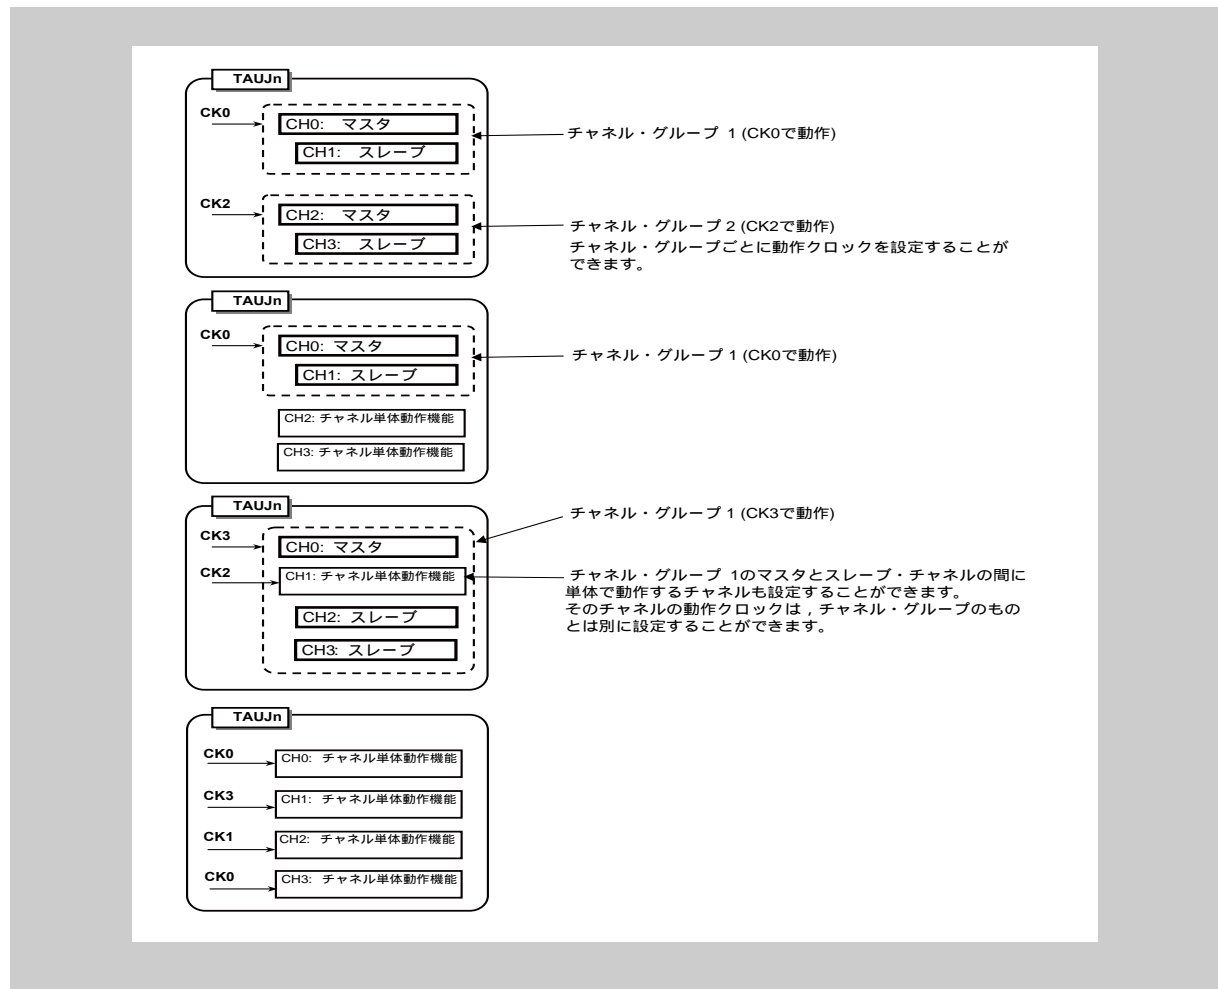 TAUJn
CK0
CH0: マスタ
CH1: スレーブ
チャネル・グループ 1 (CK0で動作)
CK2
CH2: マスタ
CH3: スレーブ
チャネル・グループ 2 (CK2で動作)
チャネル・グループごとに動作クロックを設定することが
できます。
TAUJn
CK0
CH0: マスタ
CH1: スレーブ
チャネル・グループ 1 (CK0で動作)
CH2: チャネル単体動作機能
CH3: チャネル単体動作機能
TAUJn
チャネル・グループ 1 (CK3で動作)
CK3
CH0: マスタ
CK2
CH1: チャネル単体動作機能
チャネル・グループ 1のマスタとスレーブ・チャネルの間に
単体で動作するチャネルも設定することができます。
そのチャネルの動作クロックは，チャネル・グループのもの
とは別に設定することができます。
CH2: スレーブ
CH3: スレーブ
TAUJn
CK0
CH0: チャネル単体動作機能
CK3
CH1: チャネル単体動作機能
CK1
CH2: チャネル単体動作機能
CK0
CH3: チャネル単体動作機能